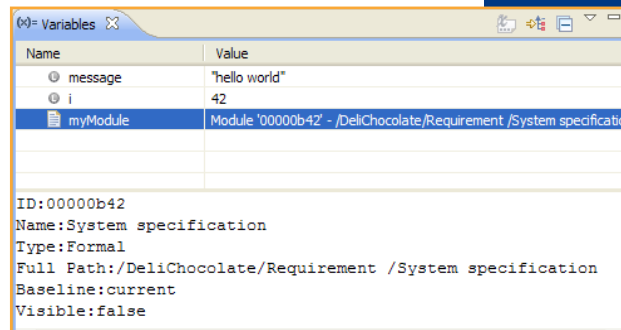 (x)= Variables
Name Value
message "hello world"
i 42
myModule Module '00000b42' - /DeliChocolate/Requirement /System specificatio
ID:00000b42
Name:System specification
Type:Formal
Full Path:/DeliChocolate/Requirement /System specification
Baseline:current
Visible:false